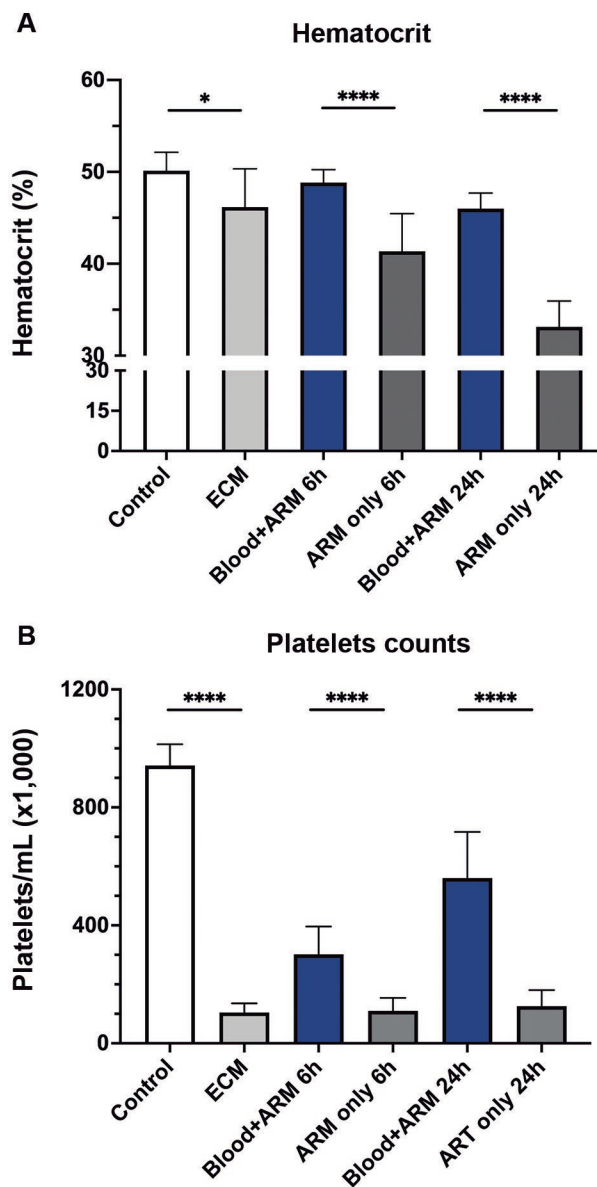 A
Hematocrit
Hematocrit (%)
60
50
40
30
30
15
0
*
****
****
Control
ECM
Blood+ARM 6h
ARM only 6h
Blood+ARM 24h
ARM only 24h
B
Platelets counts
Platelets/mL (x1,000)
1200
800
400
0
****
****
****
Control
ECM
Blood+ARM 6h
ARM only 6h
Blood+ARM 24h
ART only 24h